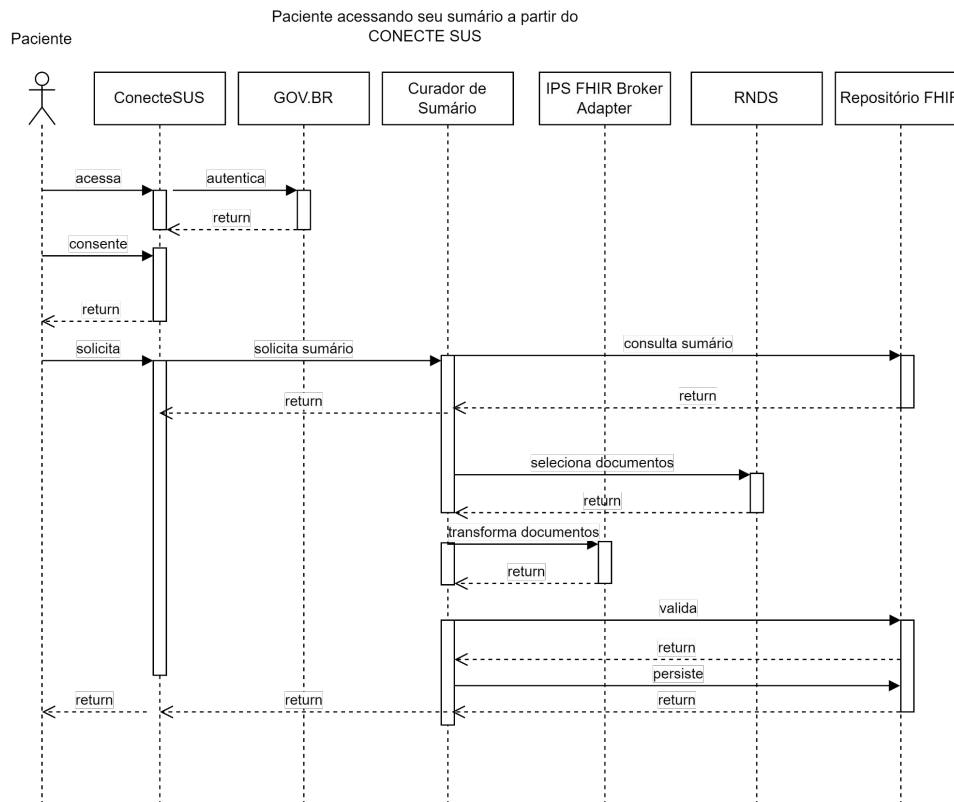 Paciente acessando seu sumário a partir do
CONECTE SUS
Paciente
ConecteSUS
GOV.BR
Curador de
Sumário
IPS FHIR Broker
Adapter
RNDS
Repositório FHIR
acessa
autentica
return
consente
return
solicita
solicita sumário
consulta sumário
return
return
seleciona documentos
return
transforma documentos
return
valida
return
persiste
return
return
return